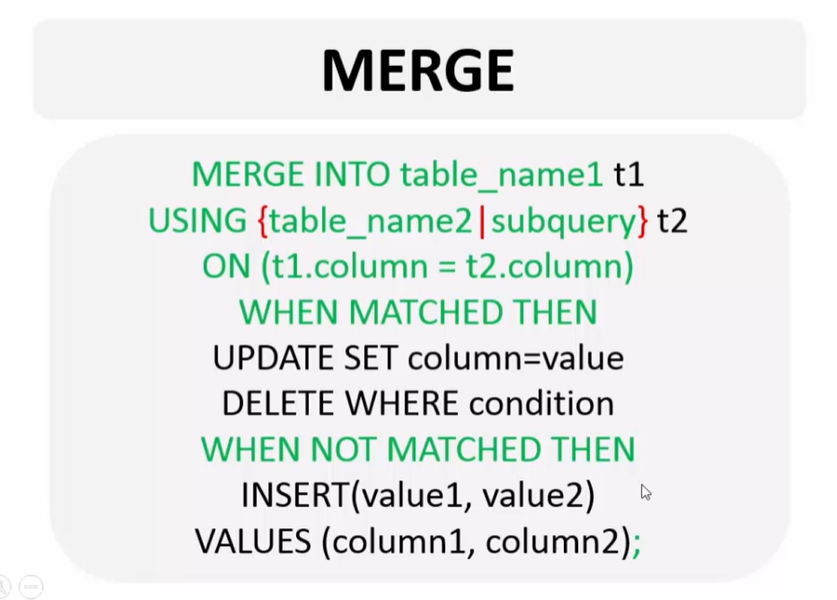 MERGE
MERGE INTO table_name1 t1
USING {table_name2|subquery} t2
ON (t1.column = t2.column)
WHEN MATCHED THEN
UPDATE SET column=value
DELETE WHERE condition
WHEN NOT MATCHED THEN
INSERT(value1, value2)
VALUES (column1, column2);